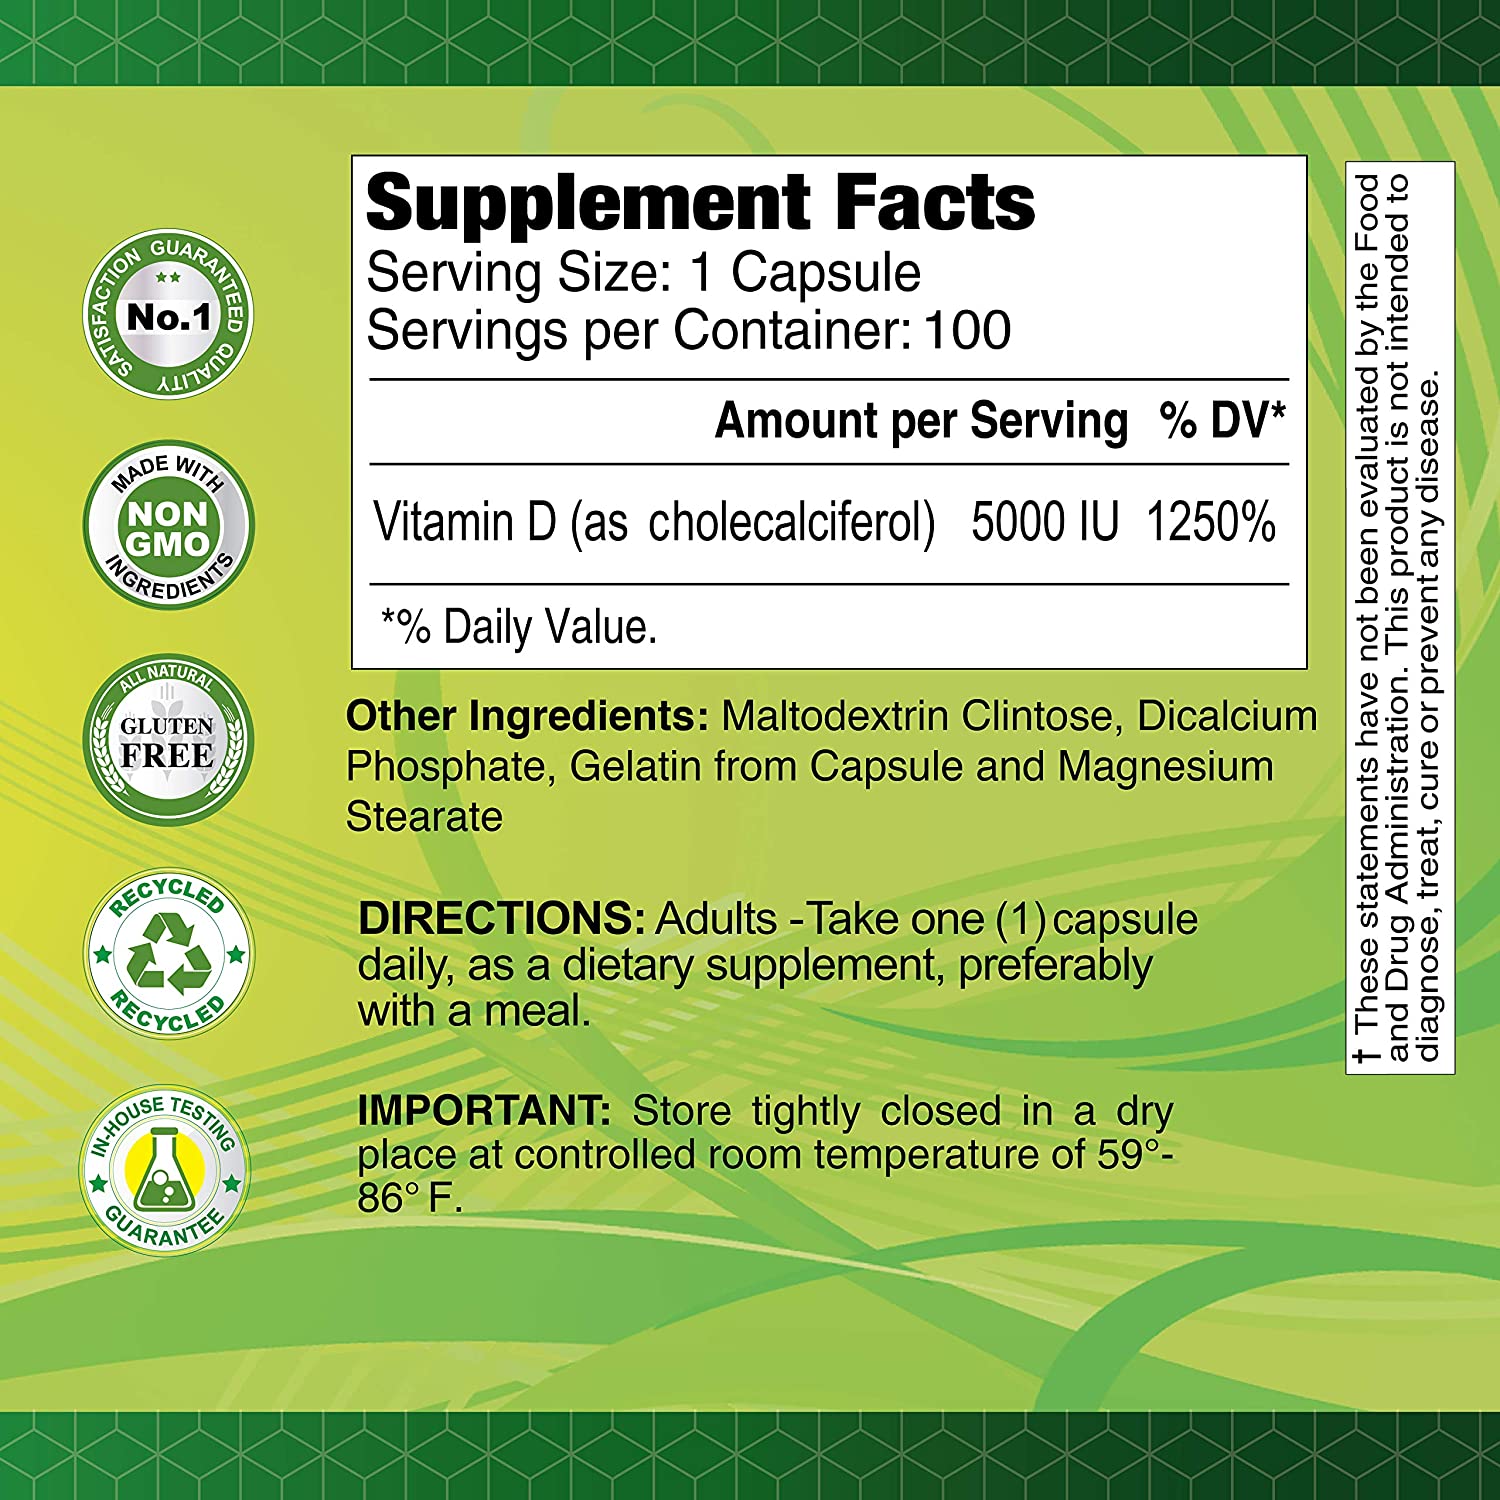 Supplement Facts
Serving Size: 1 Capsule
Servings per Container: 100
Amount per Serving % DV*
Vitamin D (as cholecalciferol) 5000 IU 1250%
*% Daily Value.
Other Ingredients: Maltodextrin Clintose, Dicalcium
Phosphate, Gelatin from Capsule and Magnesium
Stearate
DIRECTIONS: Adults -Take one (1) capsule
daily, as a dietary supplement, preferably
with a meal.
IMPORTANT: Store tightly closed in a dry
place at controlled room temperature of 59°-
86° F.
SATISFACTION GUARANTEED
No.1
QUALITY
MADE WITH
NON
GMO
INGREDIENTS
ALL NATURAL
GLUTEN
FREE
RECYCLED
RECYCLED
IN-HOUSE TESTING
GUARANTEE
† These statements have not been evaluated by the Food
and Drug Administration. This product is not intended to
diagnose, treat, cure or prevent any disease.